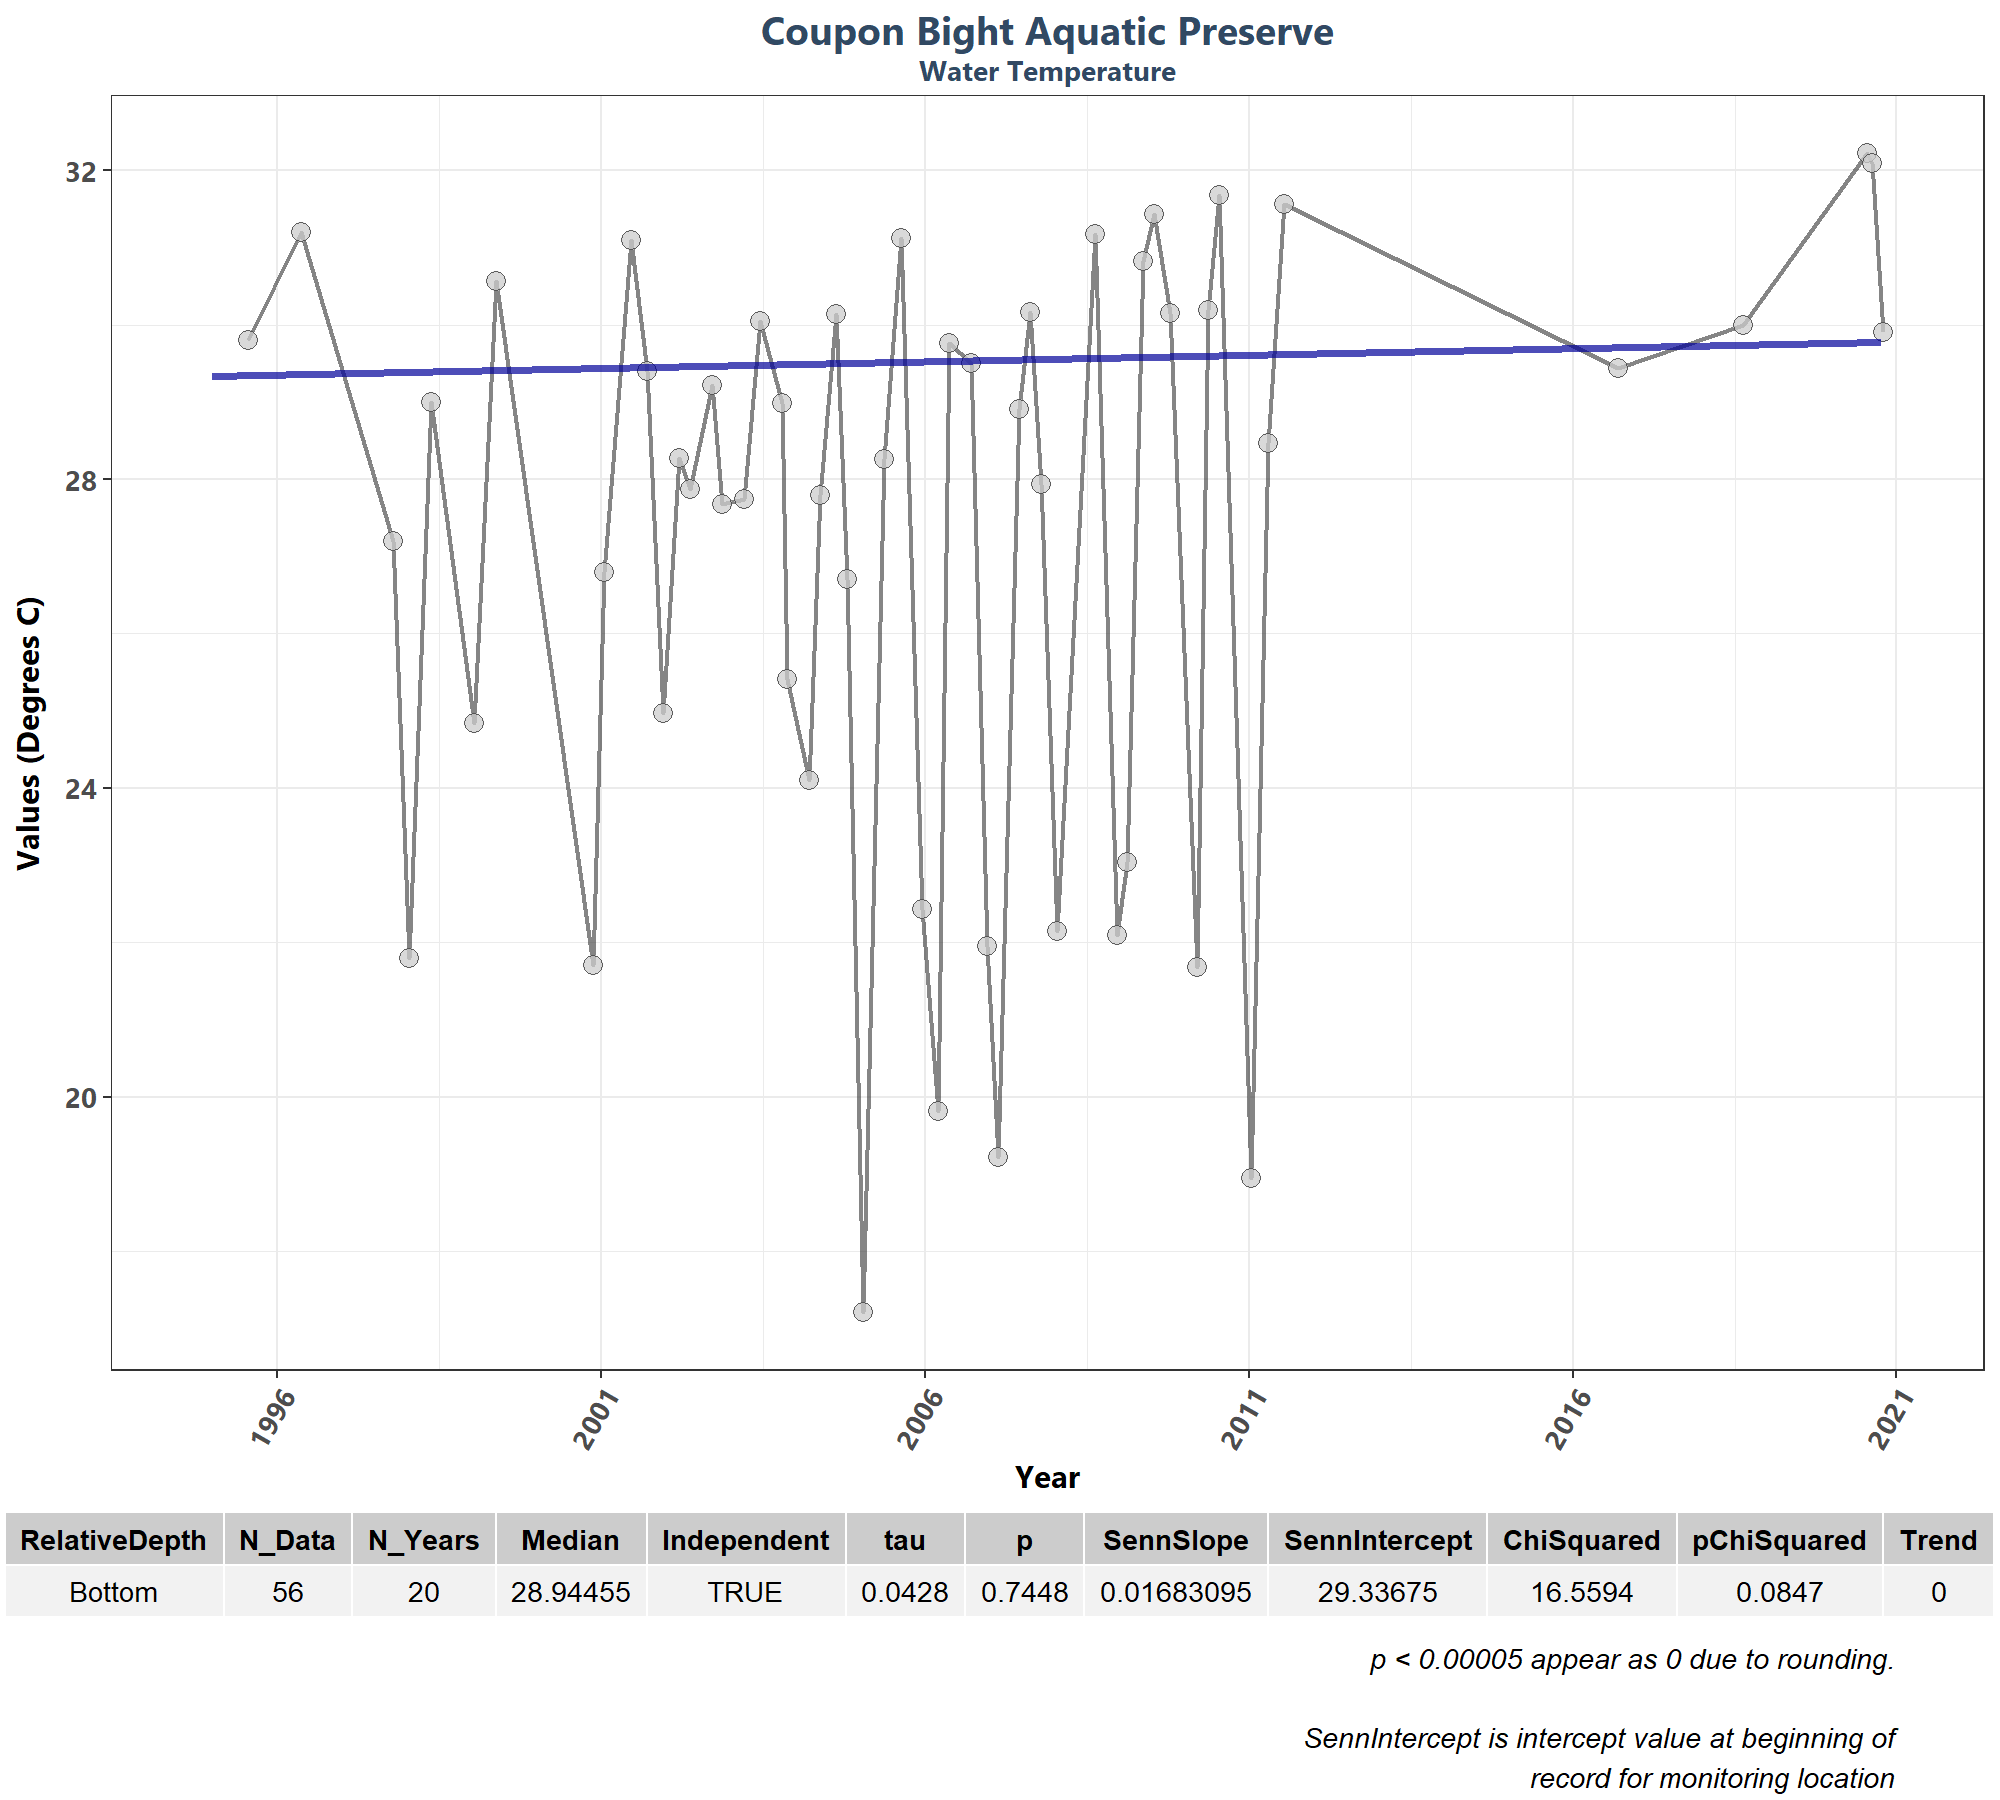 Coupon Bight Aquatic Preserve
Water Temperature
Values (Degrees C)
32
28
24
20
1996
2001
2006
2011
2016
2021
Year
RelativeDepth N_Data N_Years Median Independent tau p SennSlope SennIntercept ChiSquared pChiSquared Trend
Bottom 56 20 28.94455 TRUE 0.0428 0.7448 0.01683095 29.33675 16.5594 0.0847 0
p < 0.00005 appear as 0 due to rounding.
SennIntercept is intercept value at beginning of
record for monitoring location